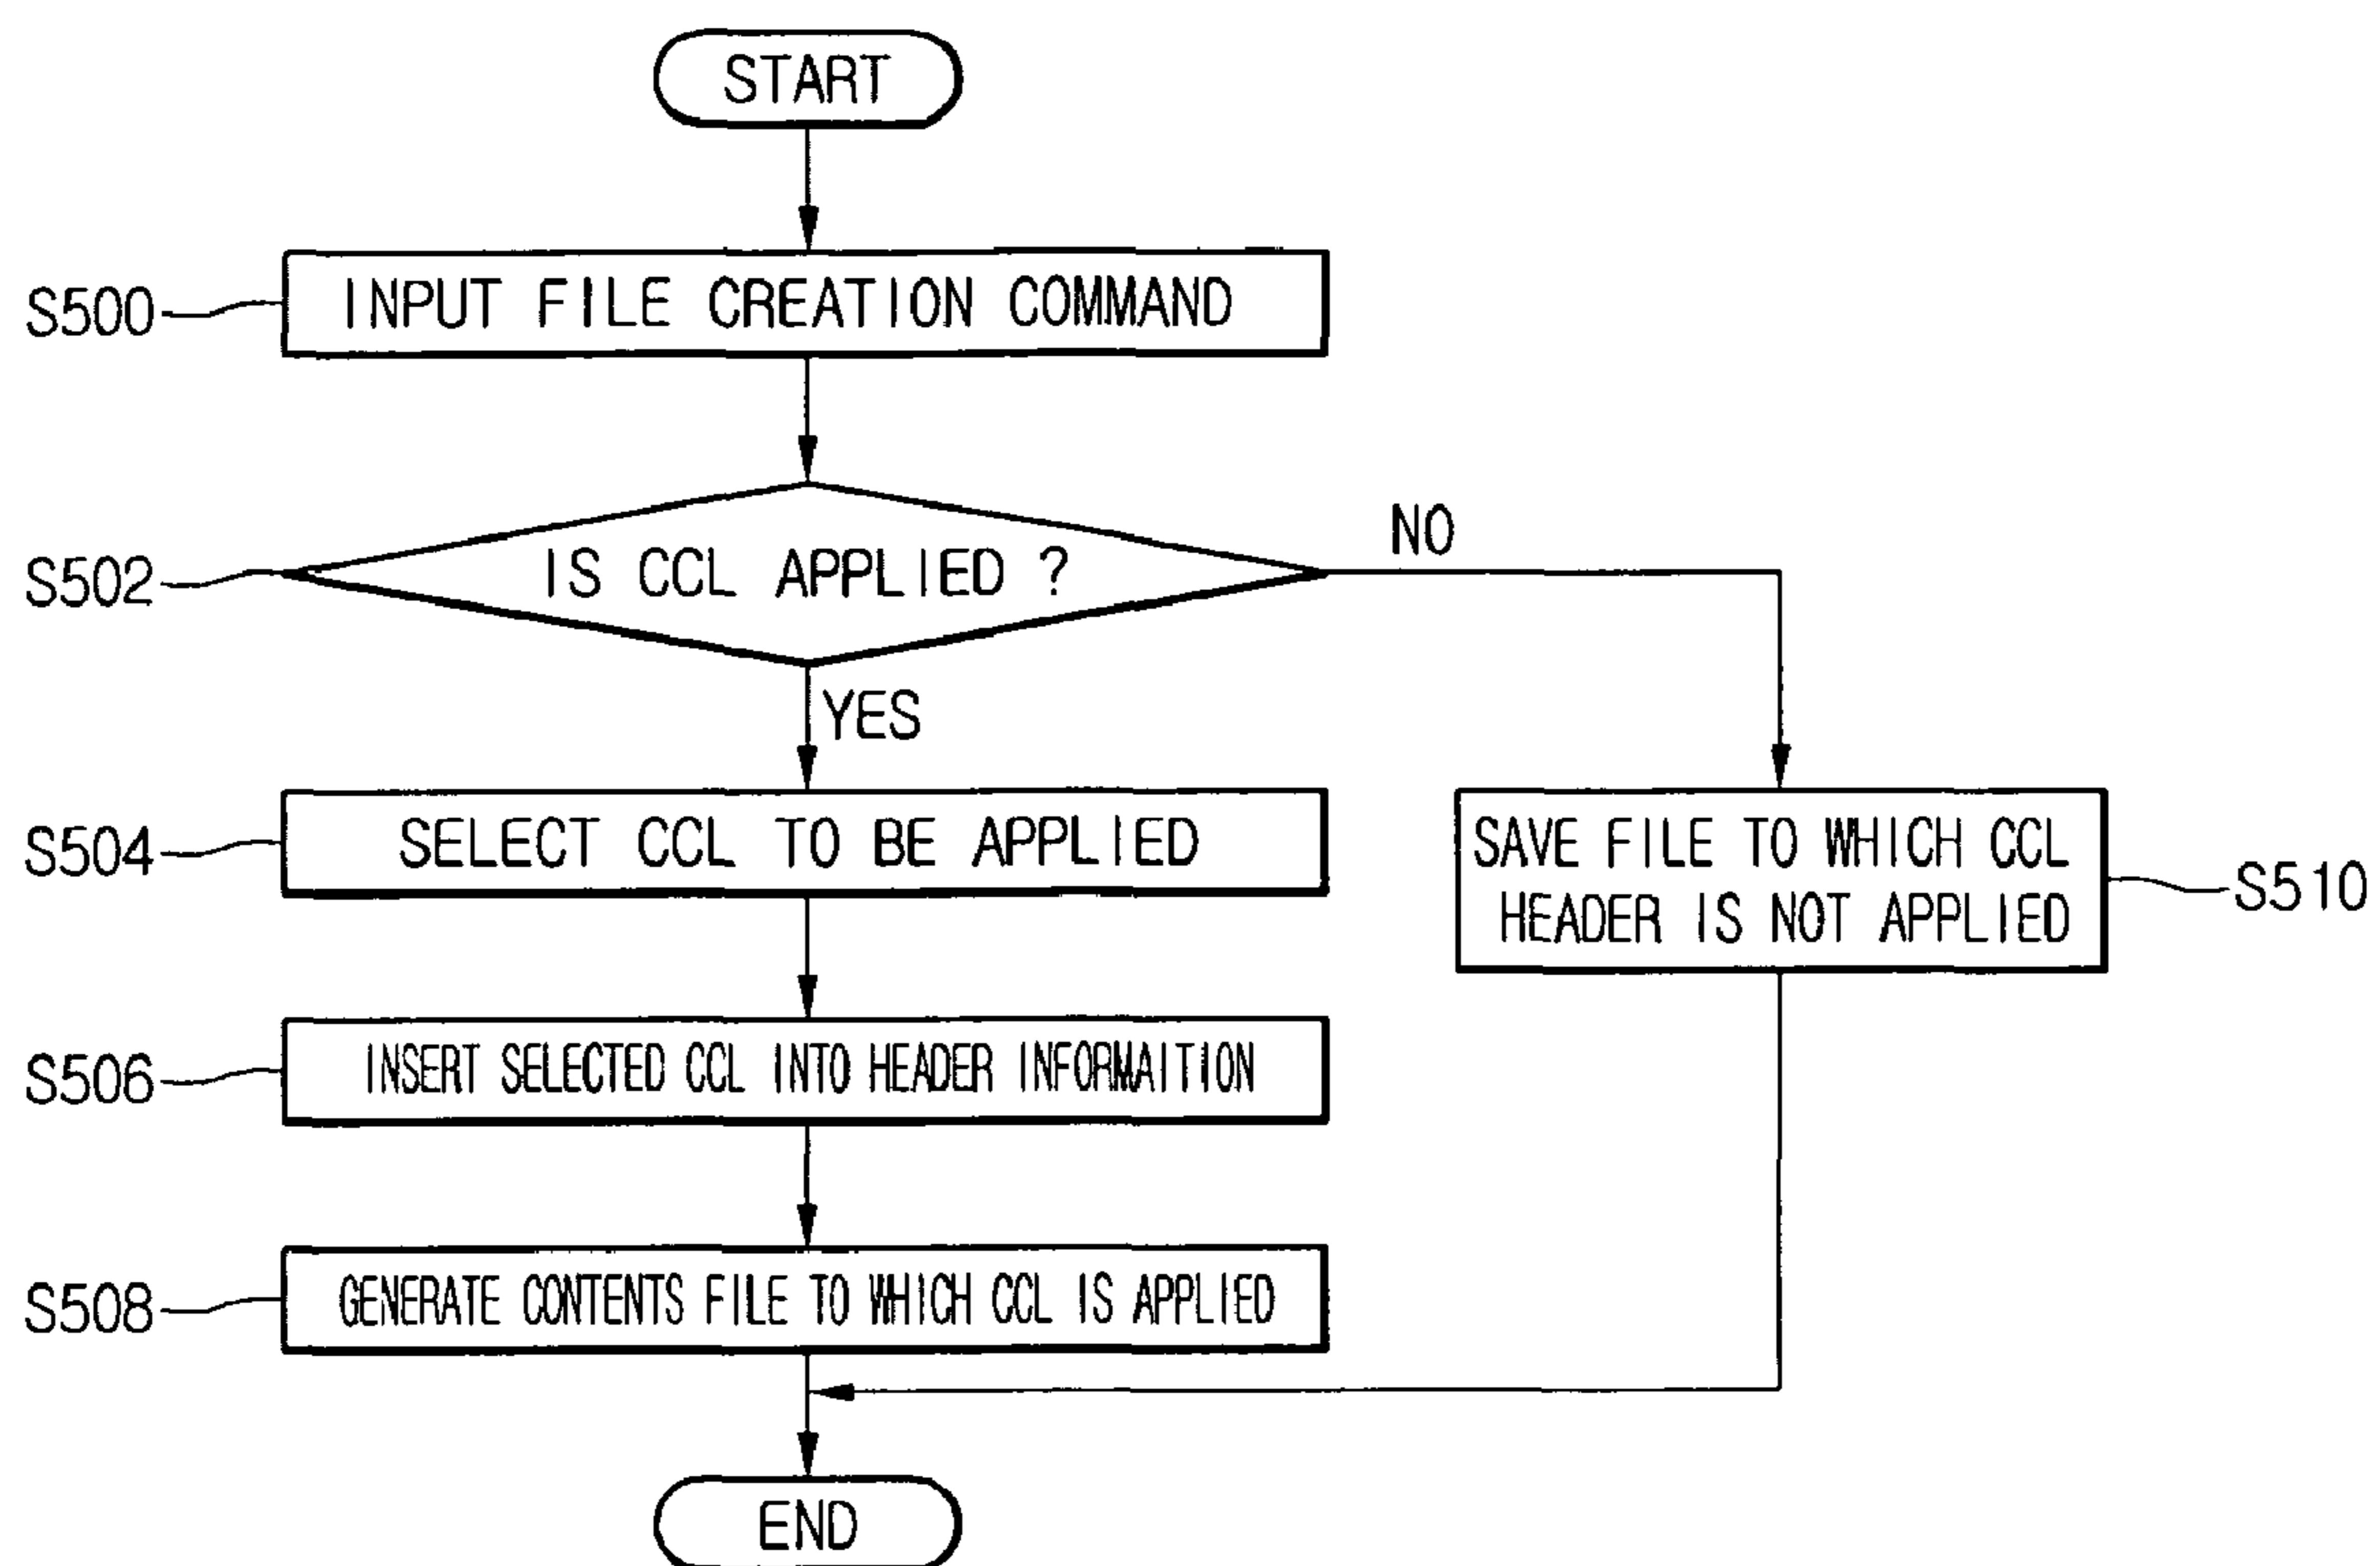 START
S500
INPUT FILE CREATION COMMAND
S502
IS CCL APPLIED ?
NO
YES
S504
SELECT CCL TO BE APPLIED
SAVE FILE TO WHICH CCL
HEADER IS NOT APPLIED
S510
S506
INSERT SELECTED CCL INTO HEADER INFORMAITION
S508
GENERATE CONTENTS FILE TO WHICH CCL IS APPLIED
END